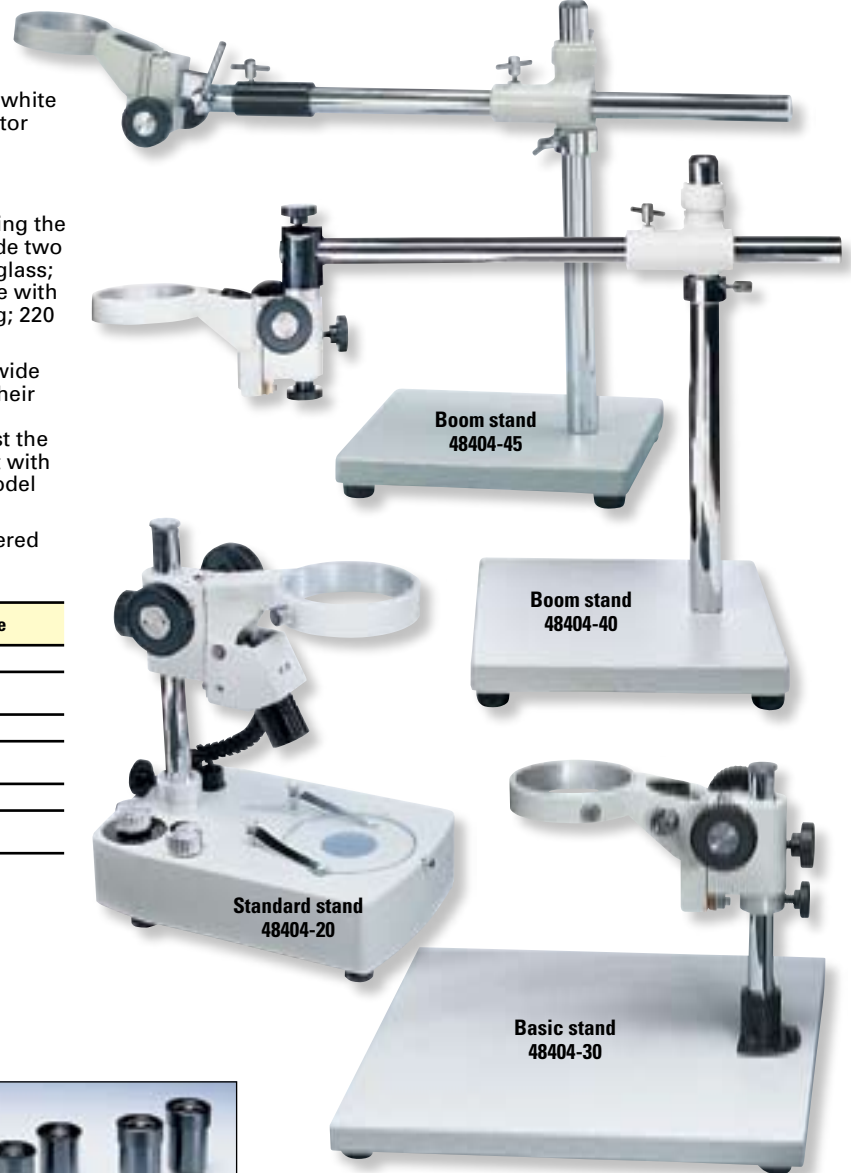 white
tor
ing the
de two
glass;
e with
g; 220
wide
heir
st the
t with
odel
ered
e
Boom stand
48404-45
Boom stand
48404-40
Standard stand
48404-20
Basic stand
48404-30